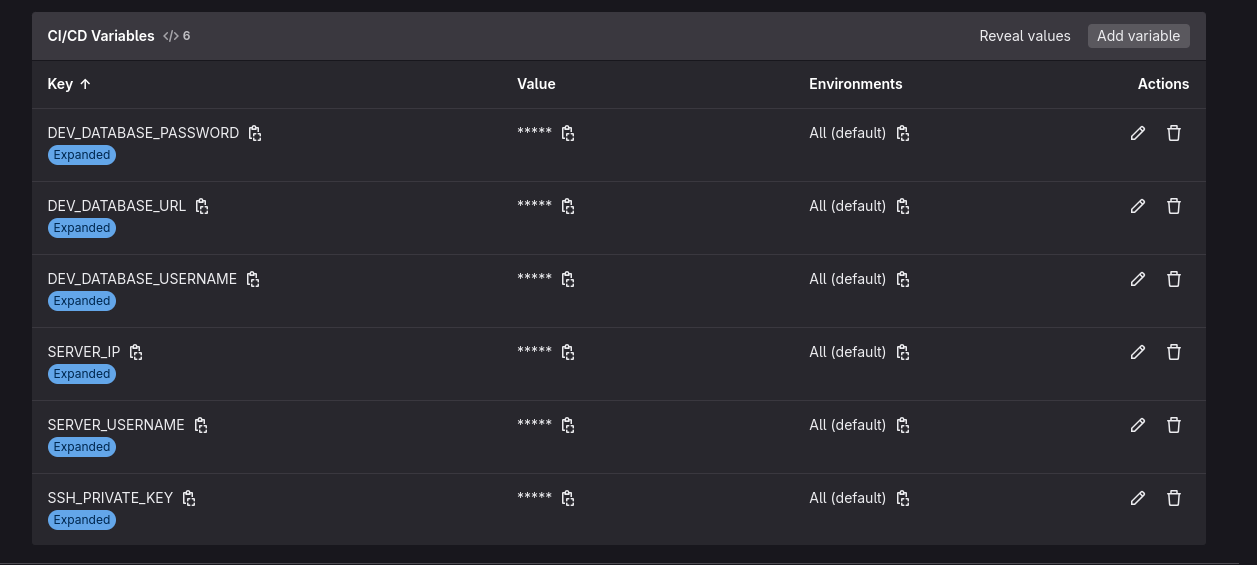 CI/CD Variables </> 6 Reveal values Add variable
Key ↑ Value Environments Actions
DEV_DATABASE_PASSWORD ***** All (default)
Expanded
DEV_DATABASE_URL ***** All (default)
Expanded
DEV_DATABASE_USERNAME ***** All (default)
Expanded
SERVER_IP ***** All (default)
Expanded
SERVER_USERNAME ***** All (default)
Expanded
SSH_PRIVATE_KEY ***** All (default)
Expanded